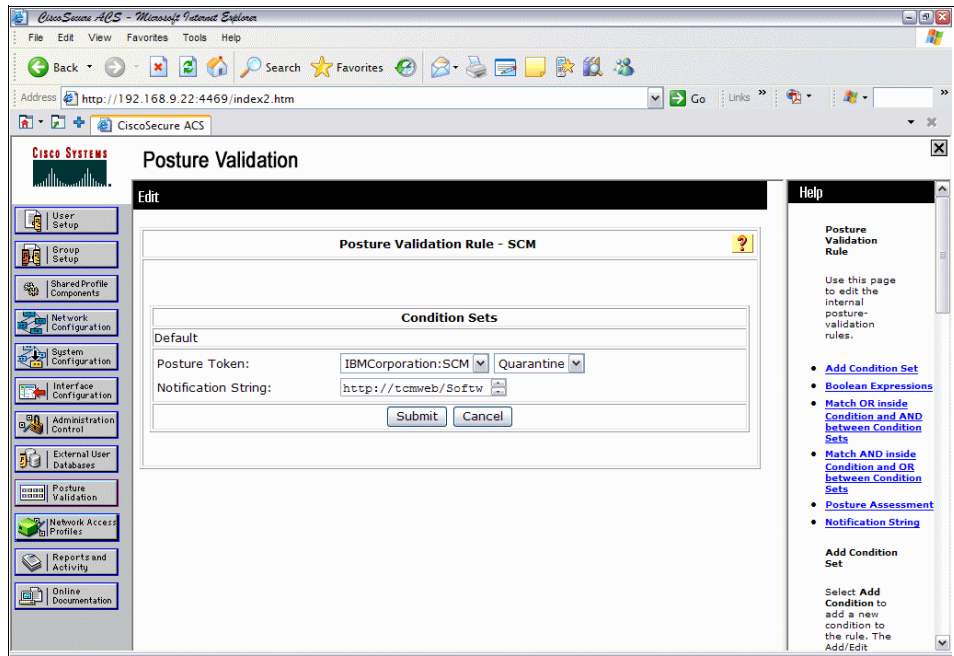 CiscoSecure ACS - Microsoft Internet Explorer
File Edit View Favorites Tools Help
Back Search Favorites
Address http://192.168.9.22:4469/index2.htm Go Links »
»
CiscoSecure ACS
CISCO SYSTEMS
Posture Validation
Edit
User
Setup
Group
Setup
Shared Profile
Components
Network
Configuration
System
Configuration
Interface
Configuration
Administration
Control
External User
Databases
Posture
Validation
Network Access
Profiles
Reports and
Activity
Online
Documentation
Posture Validation Rule - SCM
?
Condition Sets
Default
Posture Token: IBMCorporation:SCM Quarantine
Notification String: http://tcmweb/Softw
Submit Cancel
Help
Posture
Validation
Rule
Use this page
to edit the
internal
posture-
validation
rules.
• Add Condition Set
• Boolean Expressions
• Match OR inside
Condition and AND
between Condition
Sets
• Match AND inside
Condition and OR
between Condition
Sets
• Posture Assessment
• Notification String
Add Condition
Set
Select Add
Condition to
add a new
condition to
the rule. The
Add/Edit